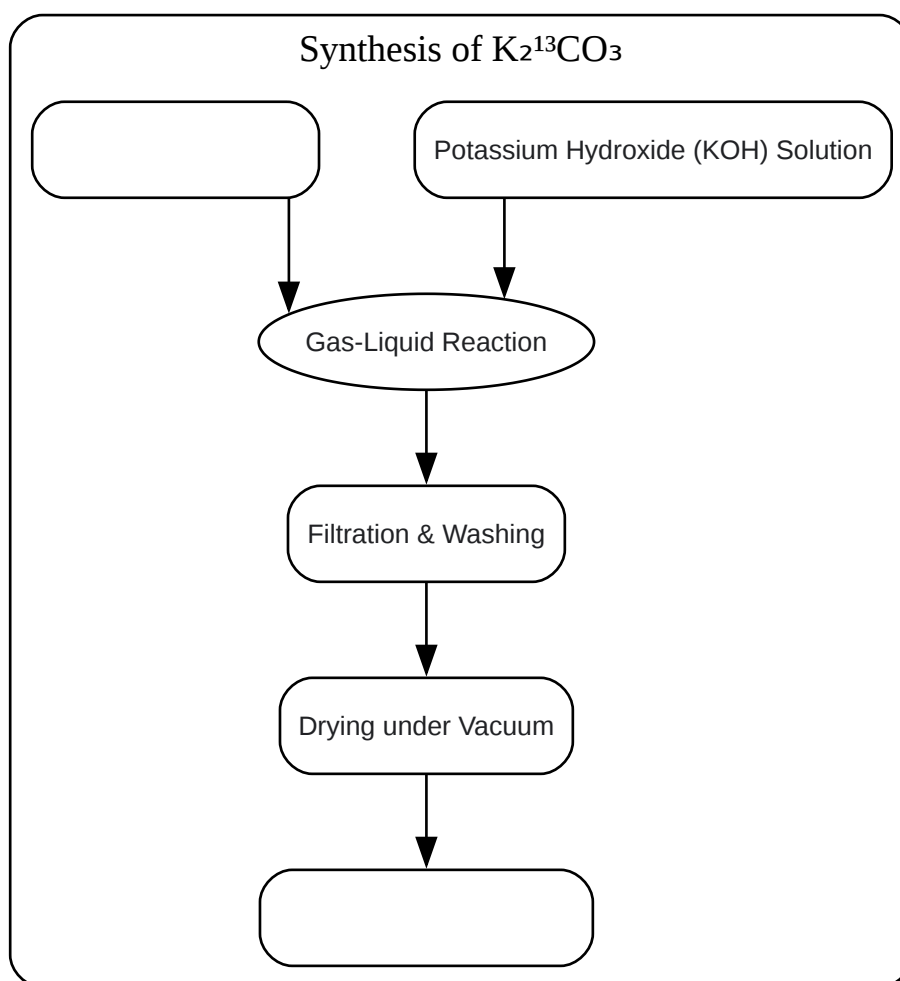 Synthesis of K₂¹³CO₃
Potassium Hydroxide (KOH) Solution
Gas-Liquid Reaction
Filtration & Washing
Drying under Vacuum